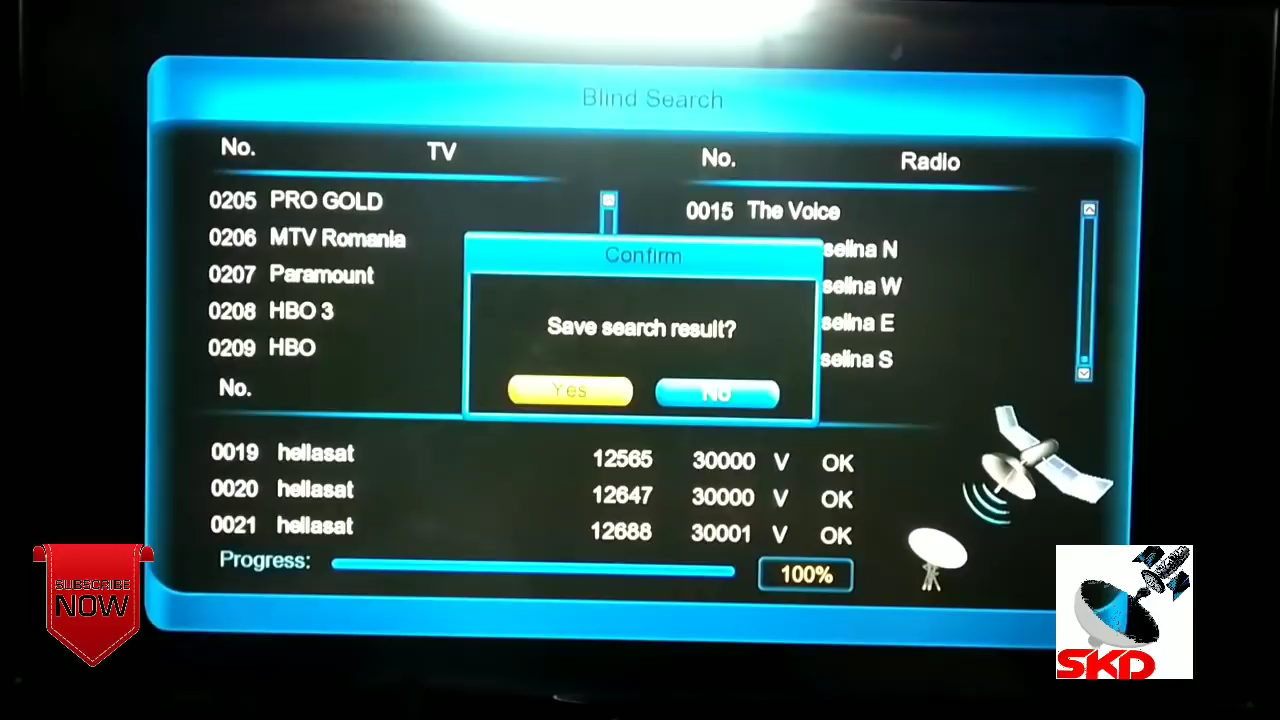 Blind Search
No. TV No. Radio
0205 PRO GOLD
0206 MTV Romania
0207 Paramount
0208 HBO 3
0209 HBO
0015 The Voice
selina N
selina W
selina E
selina S
Confirm
Save search result?
Yes No
No.
0019 hellasat 12565 30000 V OK
0020 hellasat 12647 30000 V OK
0021 hellasat 12688 30001 V OK
Progress: 100%
SUBSCRIBE
NOW
SKD